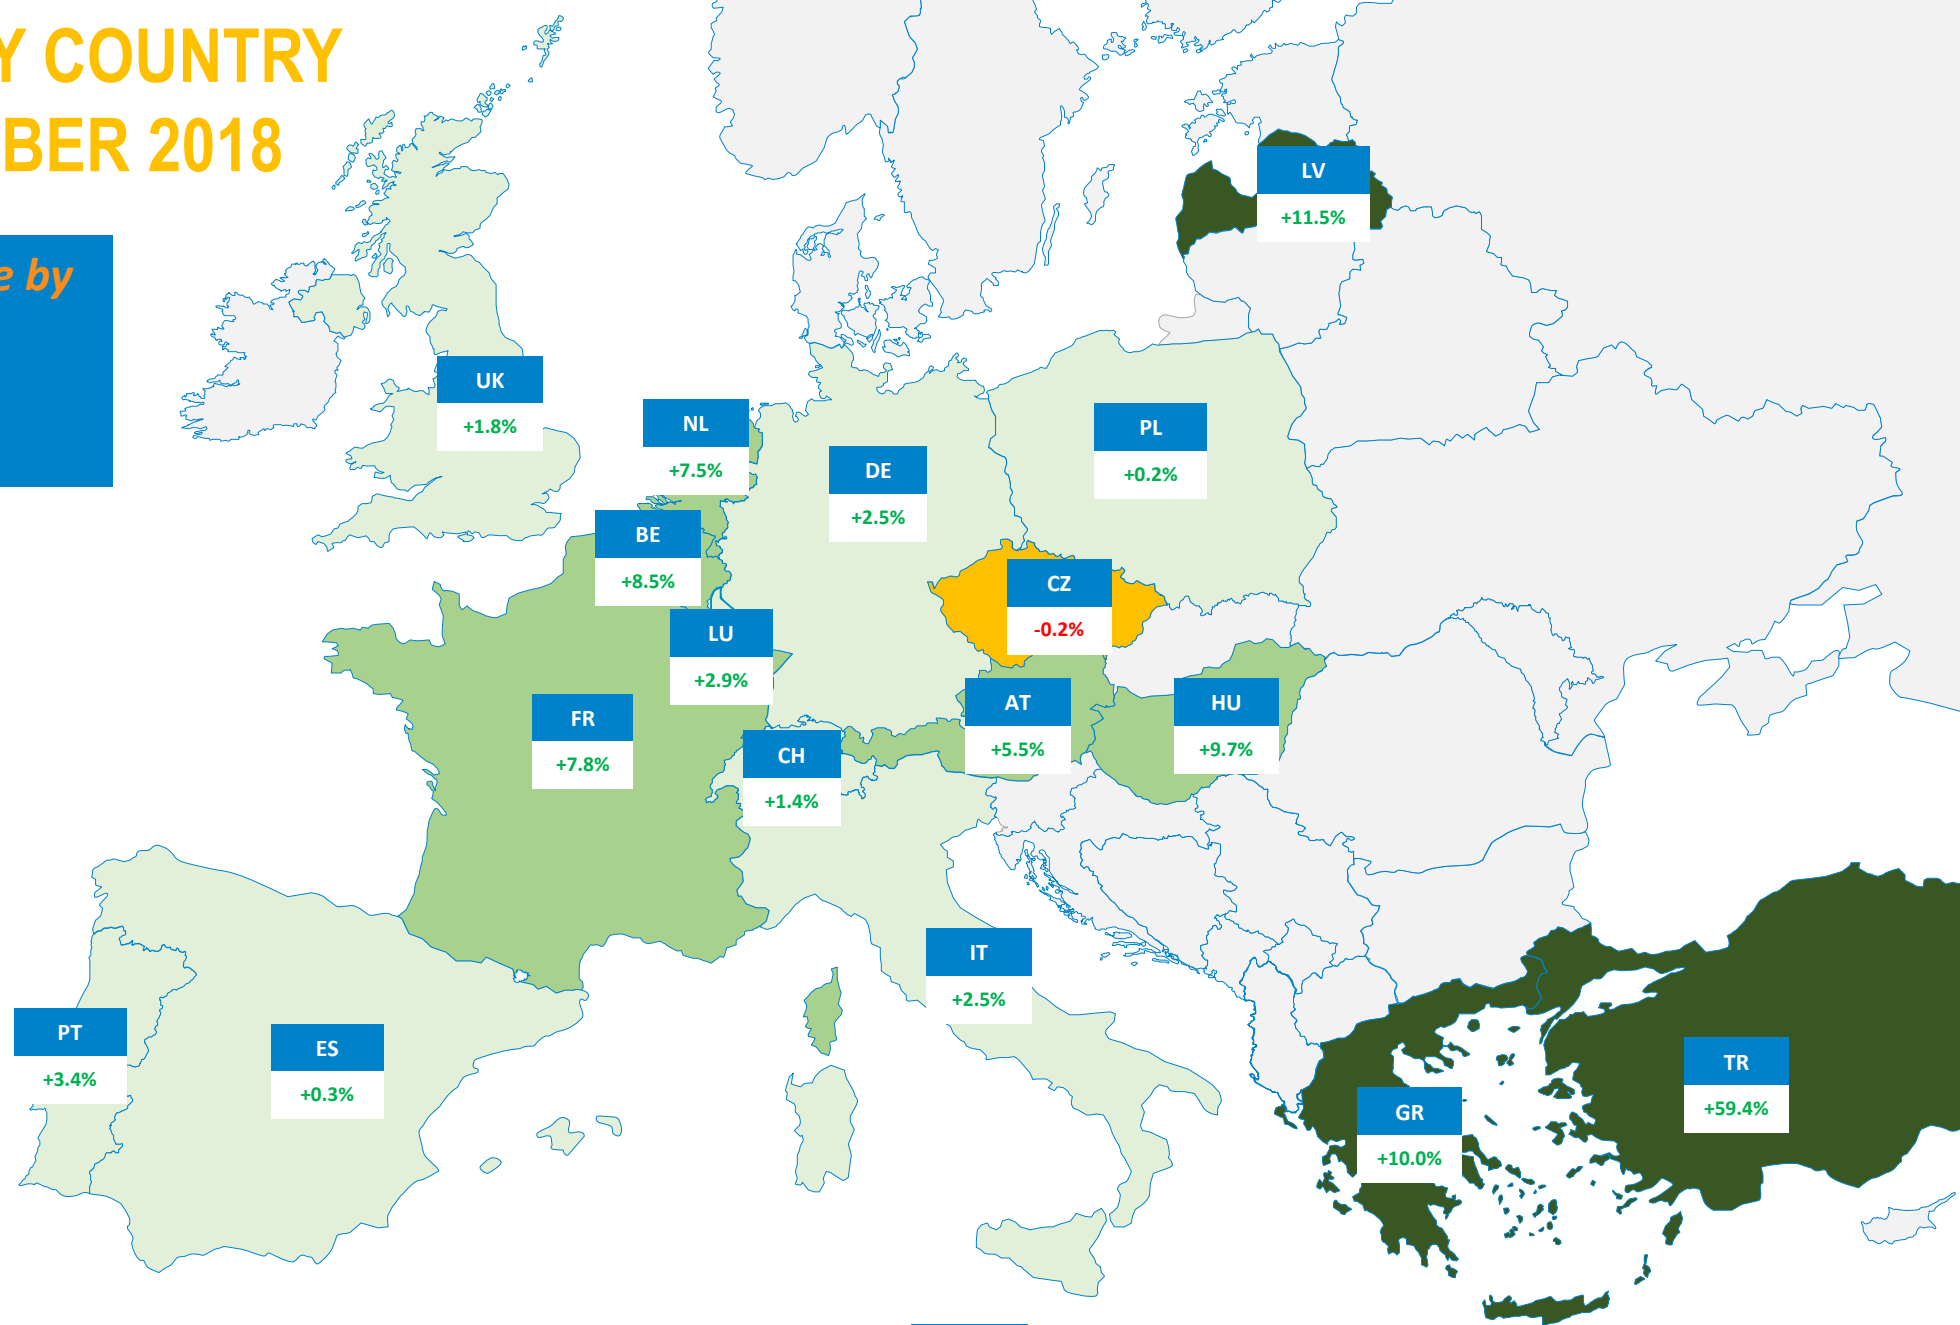 Y COUNTRY
BER 2018
e by
LV
+11.5%
UK
+1.8%
NL
+7.5%
PL
+0.2%
DE
+2.5%
BE
+8.5%
CZ
-0.2%
LU
+2.9%
AT
+5.5%
HU
+9.7%
FR
+7.8%
CH
+1.4%
IT
+2.5%
PT
+3.4%
ES
+0.3%
TR
+59.4%
GR
+10.0%